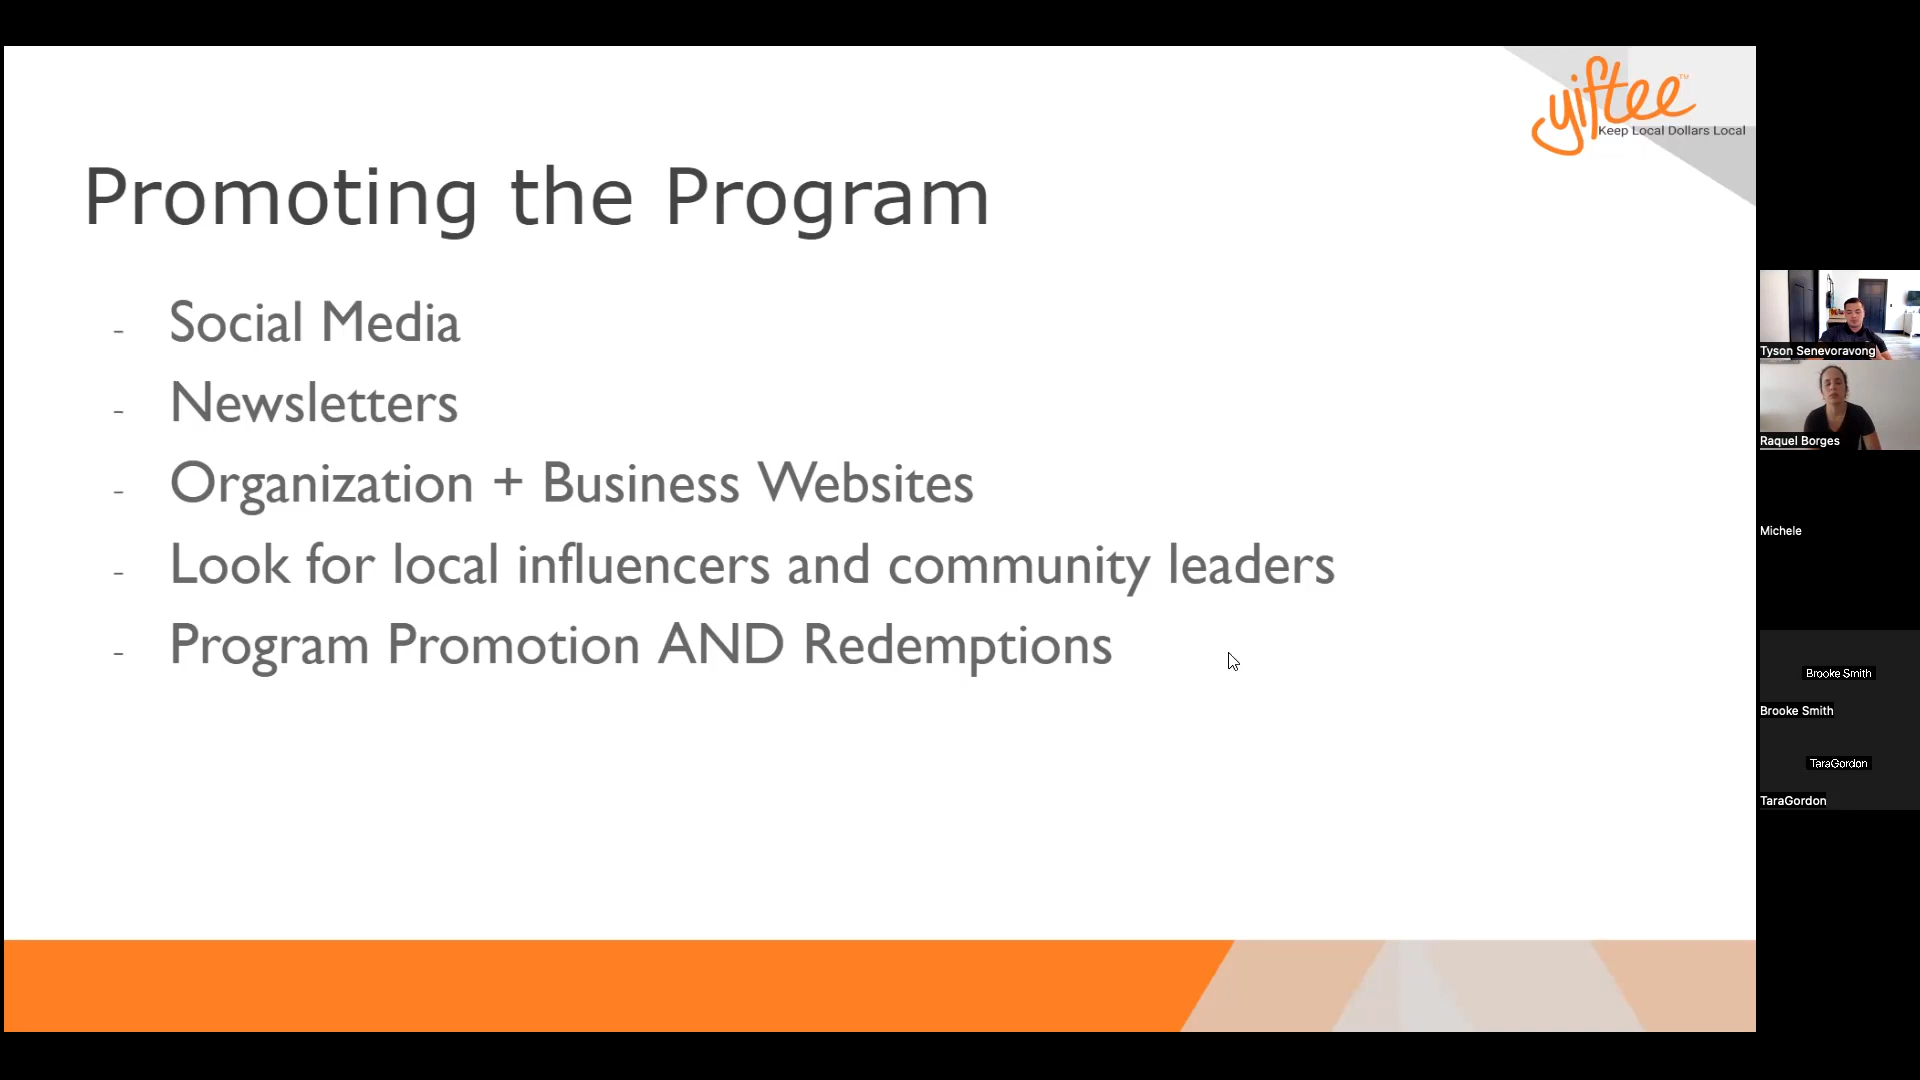 yiftee™
Keep Local Dollars Local
Promoting the Program
- Social Media
- Newsletters
- Organization + Business Websites
- Look for local influencers and community leaders
- Program Promotion AND Redemptions
Tyson Senevoravong
Raquel Borges
Michele
Brooke Smith
Brooke Smith
TaraGordon
TaraGordon